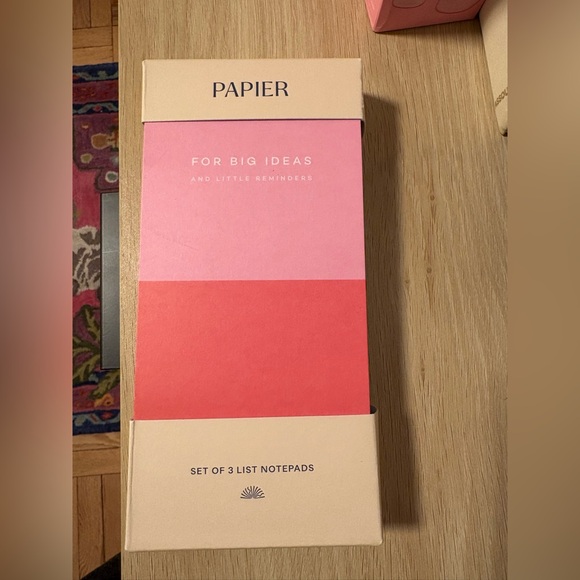 PAPIER
FOR BIG IDEAS
AND LITTLE REMINDERS
SET OF 3 LIST NOTEPADS